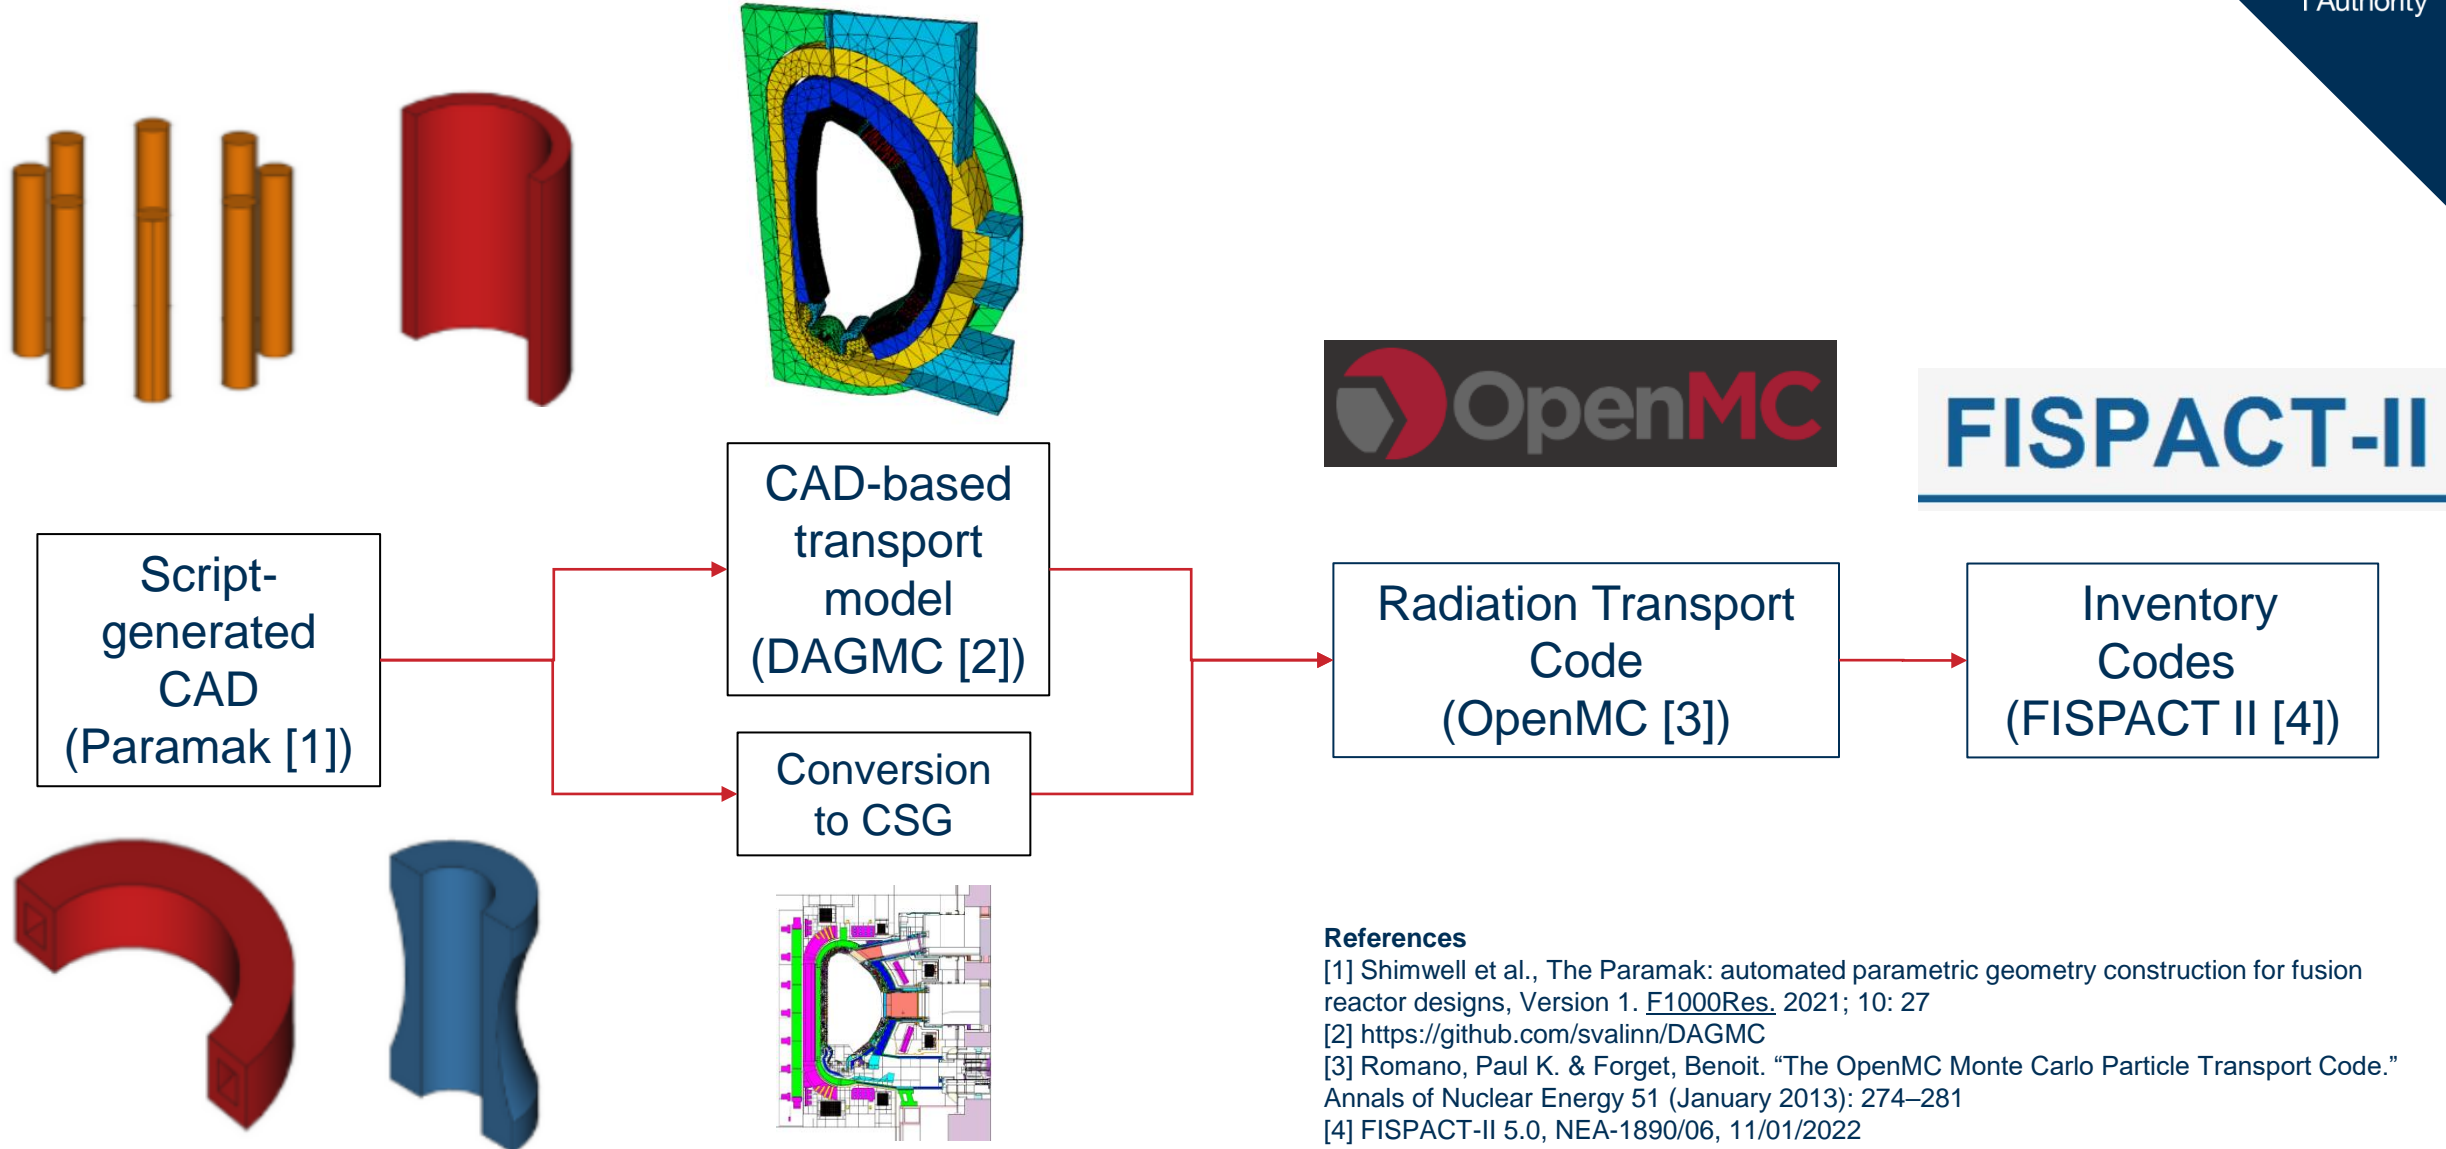 Authority
OpenMC
FISPACT-II
Script-
generated
CAD
(Paramak [1])
CAD-based
transport
model
(DAGMC [2])
Conversion
to CSG
Radiation Transport
Code
(OpenMC [3])
Inventory
Codes
(FISPACT II [4])
References
[1] Shimwell et al., The Paramak: automated parametric geometry construction for fusion
reactor designs, Version 1. F1000Res. 2021; 10: 27
[2] https://github.com/svalinn/DAGMC
[3] Romano, Paul K. & Forget, Benoit. “The OpenMC Monte Carlo Particle Transport Code.”
Annals of Nuclear Energy 51 (January 2013): 274–281
[4] FISPACT-II 5.0, NEA-1890/06, 11/01/2022